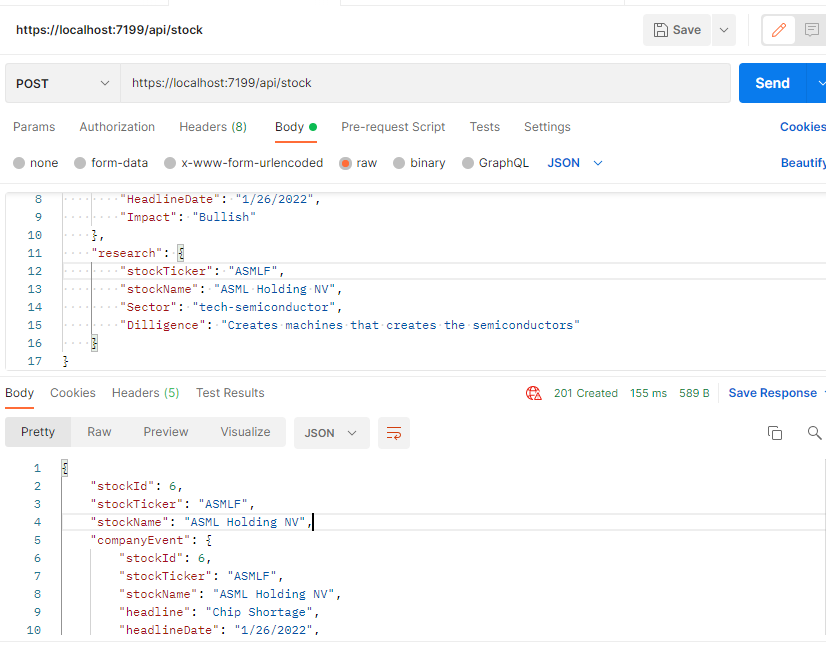 https://localhost:7199/api/stock
Save
POST https://localhost:7199/api/stock Send
Params Authorization Headers (8) Body Pre-request Script Tests Settings Cookies
none form-data x-www-form-urlencoded raw binary GraphQL JSON Beautify
8 "HeadlineDate": "1/26/2022",
9 "Impact": "Bullish"
10 },
11 "research": {
12 "stockTicker": "ASMLF",
13 "stockName": "ASML Holding NV",
14 "Sector": "tech-semiconductor",
15 "Dilligence": "Creates machines that creates the semiconductors"
16 }
17 }
Body Cookies Headers (5) Test Results 201 Created 155 ms 589 B Save Response
Pretty Raw Preview Visualize JSON
1 {
2 "stockId": 6,
3 "stockTicker": "ASMLF",
4 "stockName": "ASML Holding NV",
5 "companyEvent": {
6 "stockId": 6,
7 "stockTicker": "ASMLF",
8 "stockName": "ASML Holding NV",
9 "headline": "Chip Shortage",
10 "headlineDate": "1/26/2022",